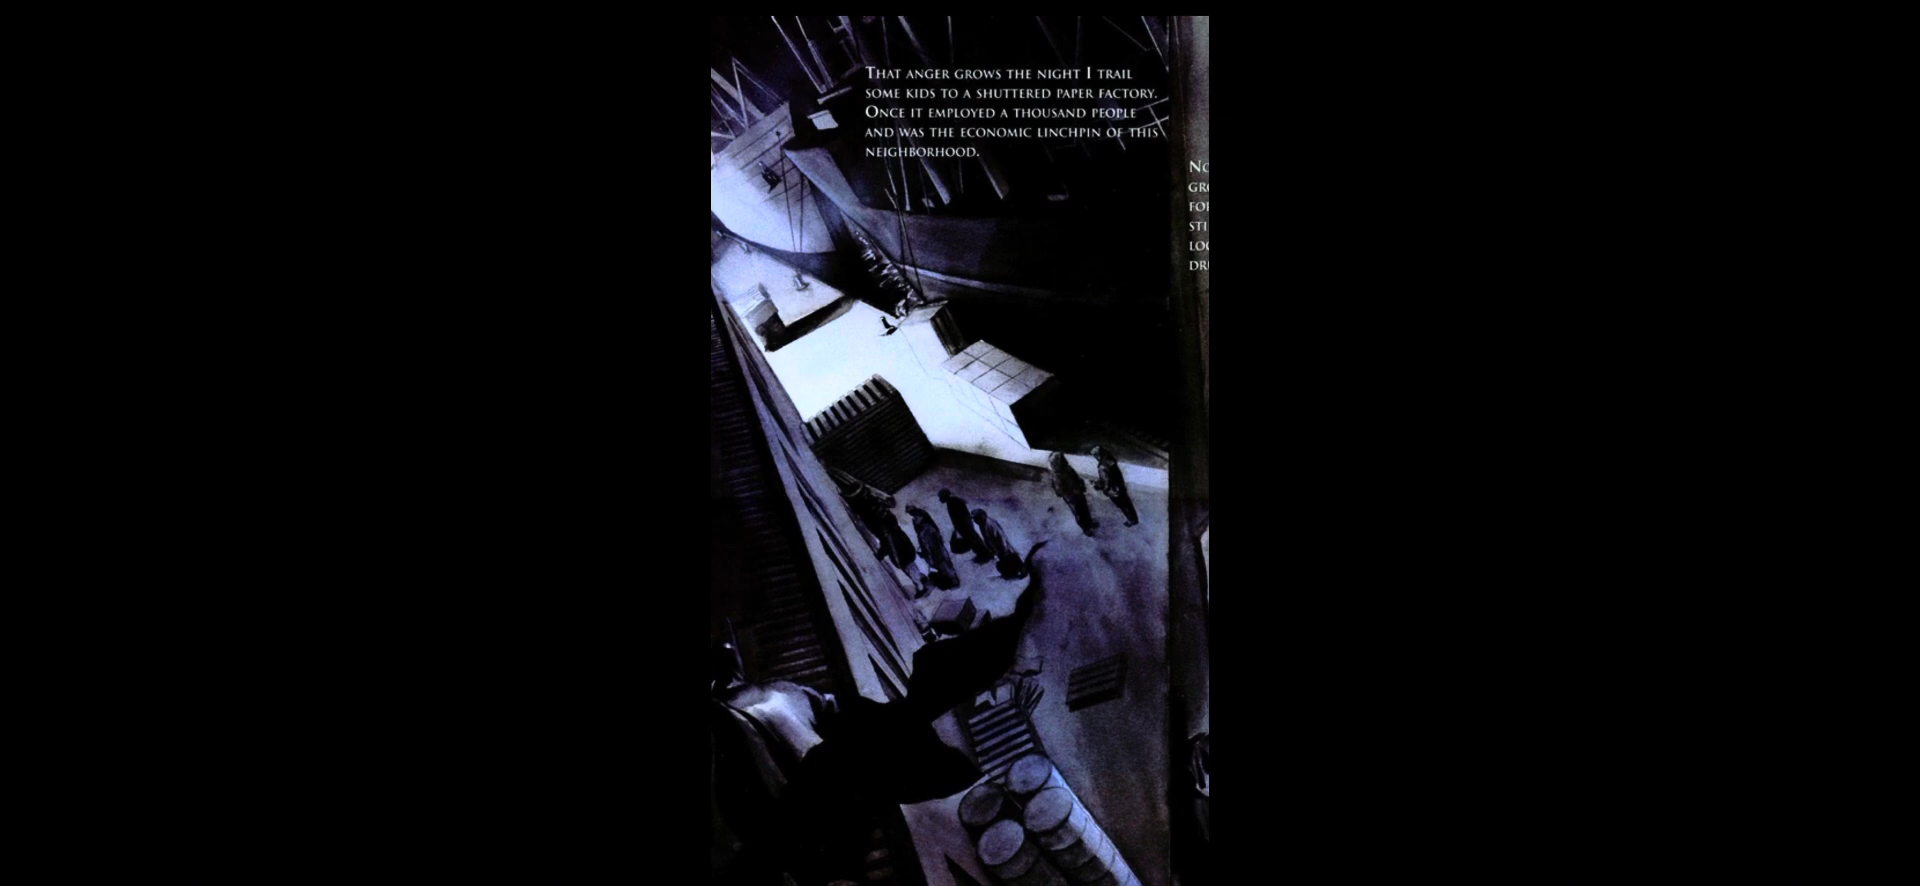 THAT ANGER GROWS THE NIGHT I TRAIL
SOME KIDS TO A SHUTTERED PAPER FACTORY.
ONCE IT EMPLOYED A THOUSAND PEOPLE
AND WAS THE ECONOMIC LINCHPIN OF THIS
NEIGHBORHOOD.